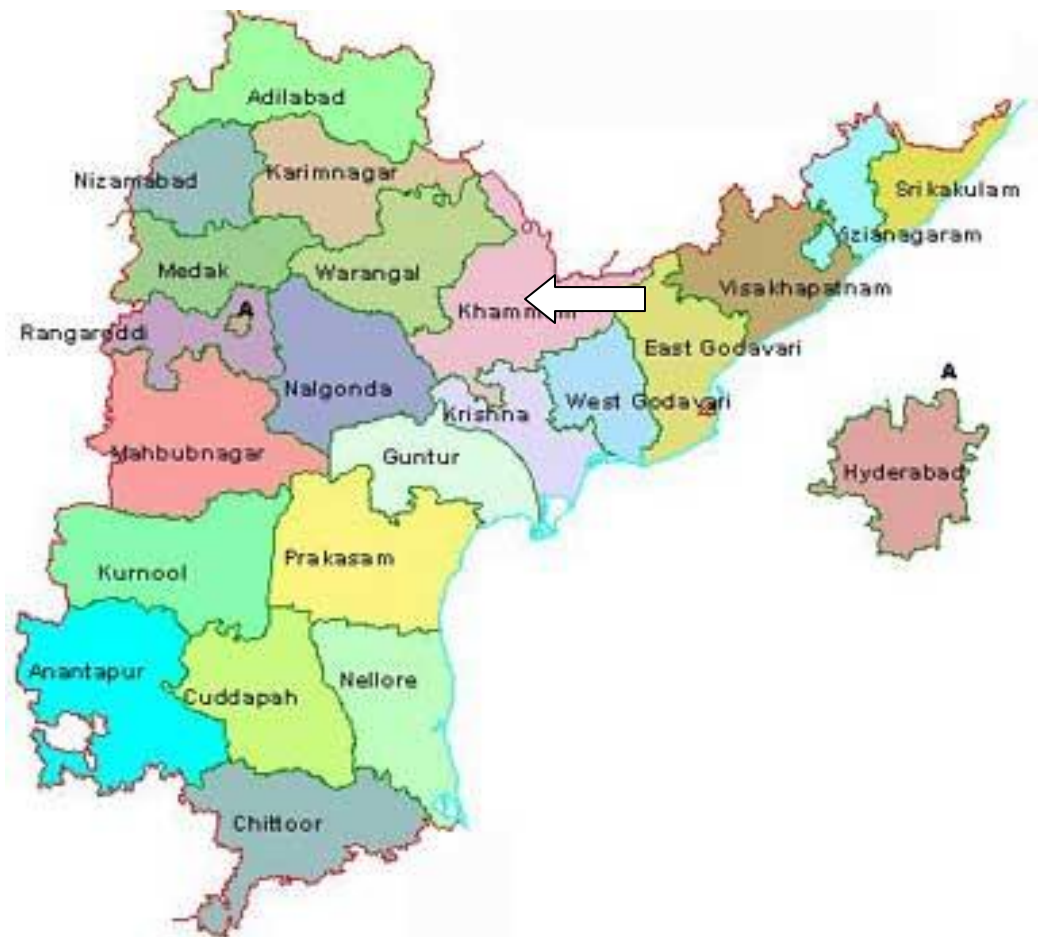 Adilabad
Nizamabad
Karimnagar
Srikakulam
Vizianagaram
Medak
Warangal
Visakhapatnam
A
Khammam
Rangareddi
East Godavari
Nalgonda
Krishna
West Godavari
A
Mahbubnagar
Guntur
Hyderabad
Kurnool
Prakasam
Anantapur
Cuddapah
Nellore
Chittoor